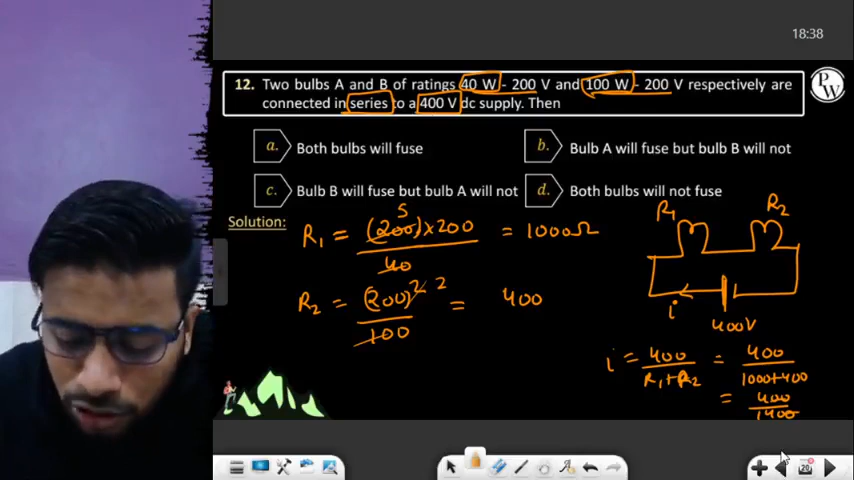 18:38
12. Two bulbs A and B of ratings 40 W - 200 V and 100 W - 200 V respectively are
connected in series to a 400 V dc supply. Then
PW
a. Both bulbs will fuse
b. Bulb A will fuse but bulb B will not
c. Bulb B will fuse but bulb A will not
d. Both bulbs will not fuse
Solution:
R₁ = (200)×200 / 40 = 1000Ω
5
R₂ = (200)² / 100 = 400
2
R₁ R₂
i
400V
i = 400 / R₁+R₂ = 400 / 1000+400
= 400 / 1400
20